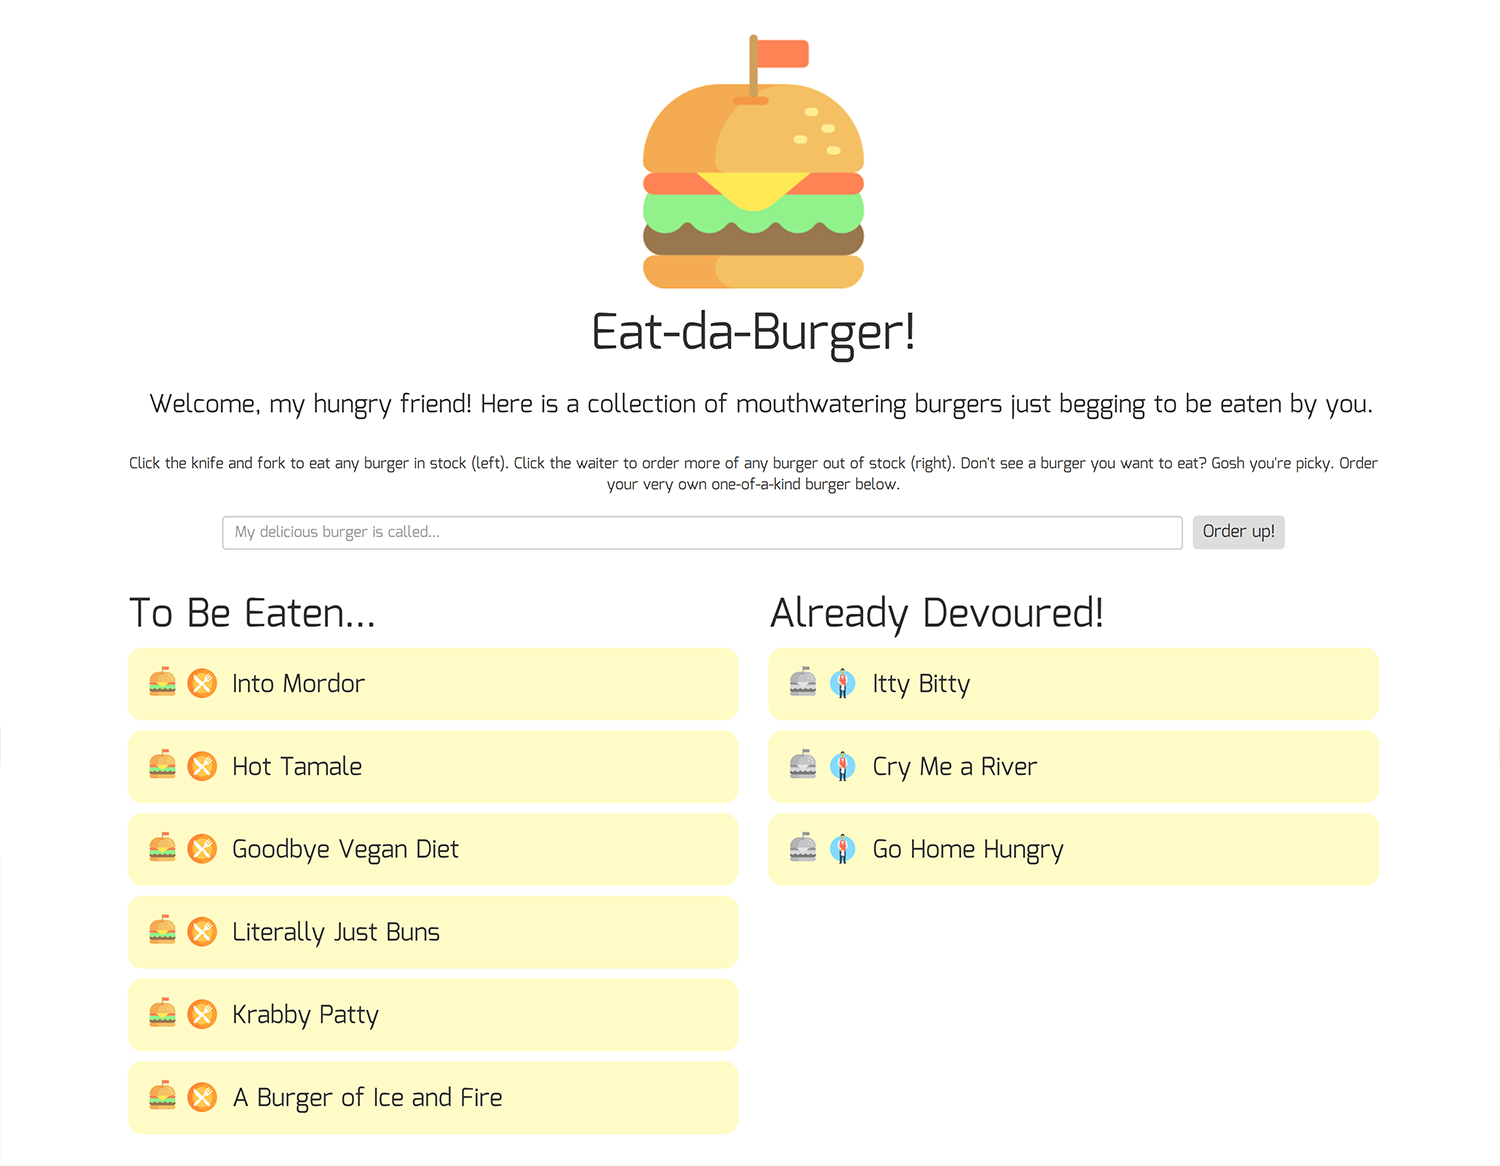 Eat-da-Burger!
Welcome, my hungry friend! Here is a collection of mouthwatering burgers just begging to be eaten by you.
Click the knife and fork to eat any burger in stock (left). Click the waiter to order more of any burger out of stock (right). Don't see a burger you want to eat? Gosh you're picky. Order
your very own one-of-a-kind burger below.
My delicious burger is called...
Order up!
To Be Eaten...
Into Mordor
Hot Tamale
Goodbye Vegan Diet
Literally Just Buns
Krabby Patty
A Burger of Ice and Fire
Already Devoured!
Itty Bitty
Cry Me a River
Go Home Hungry